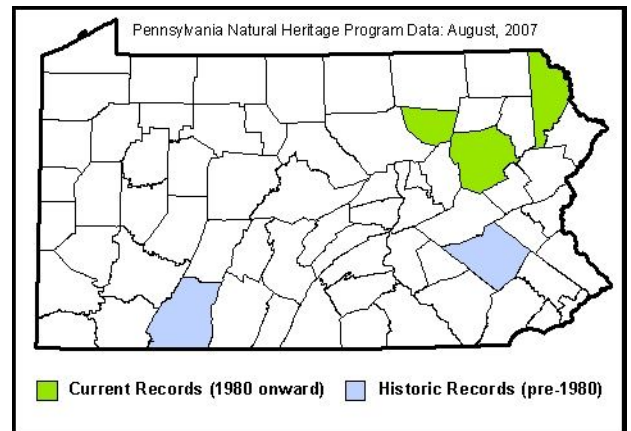 Pennsylvania Natural Heritage Program Data: August, 2007
Current Records (1980 onward)
Historic Records (pre-1980)